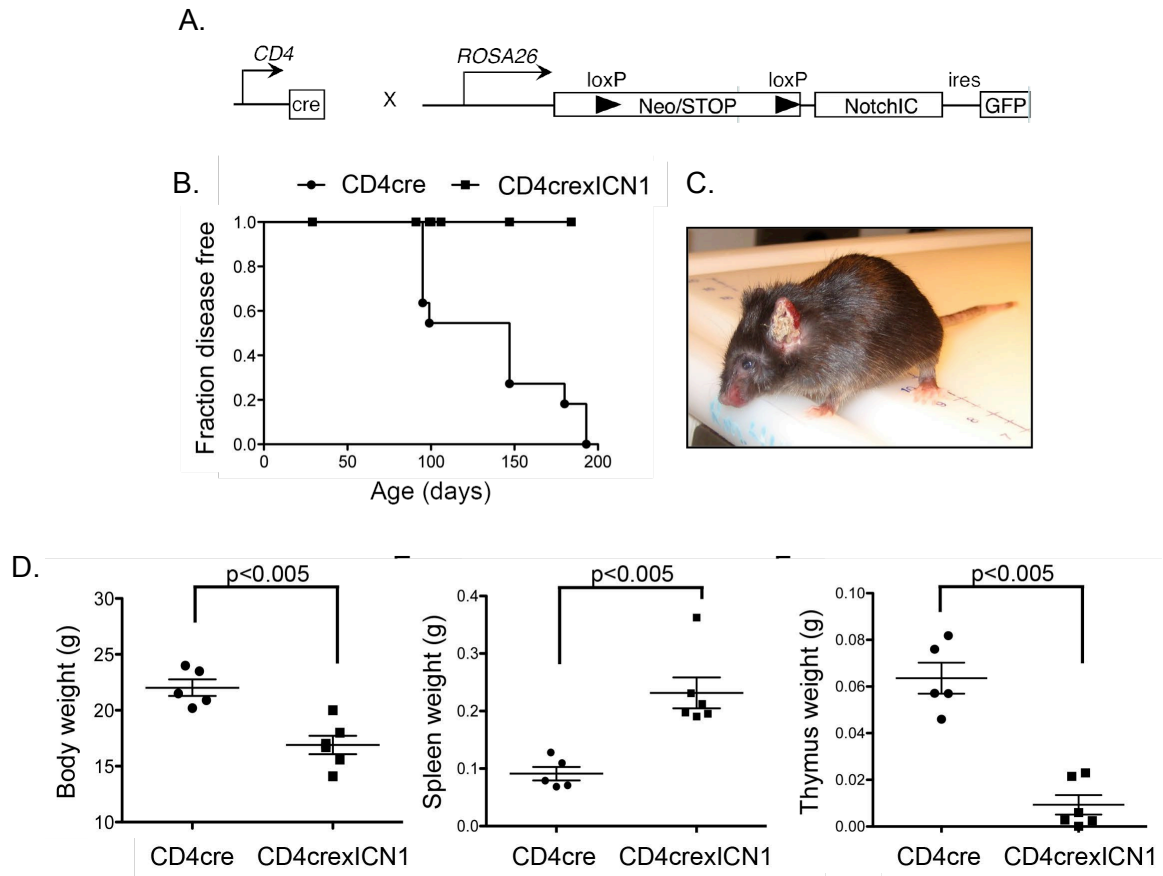 A.
CD4
cre
X
ROSA26
loxP
Neo/STOP
loxP
NotchIC
ires
GFP
B.
CD4cre
CD4crexICN1
Fraction disease free
1.0
0.8
0.6
0.4
0.2
0.0
0
50
100
150
200
Age (days)
C.
D.
p<0.005
Body weight (g)
30
25
20
15
10
CD4cre
CD4crexICN1
p<0.005
Spleen weight (g)
0.4
0.3
0.2
0.1
0.0
CD4cre
CD4crexICN1
p<0.005
Thymus weight (g)
0.10
0.08
0.06
0.04
0.02
0.00
CD4cre
CD4crexICN1